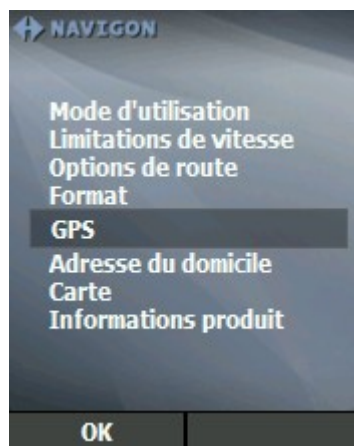 NAVIGON
Mode d'utilisation
Limitations de vitesse
Options de route
Format
GPS
Adresse du domicile
Carte
Informations produit
OK